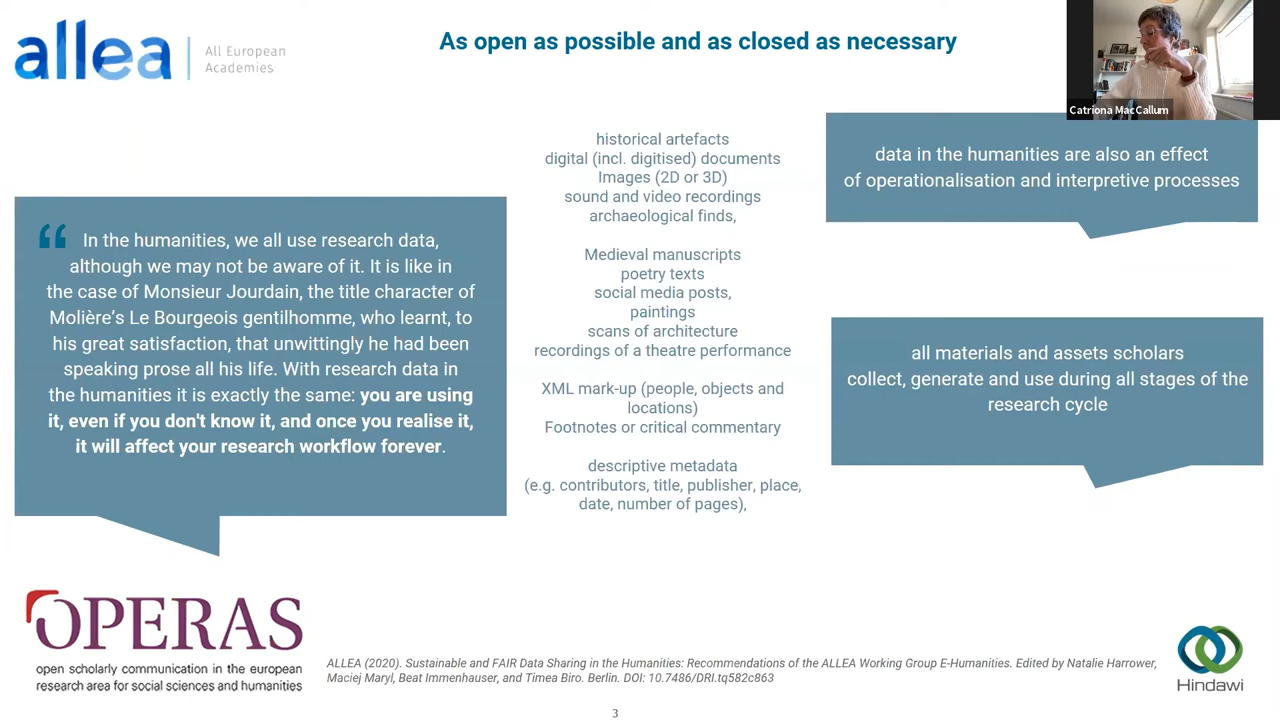 allea
All European
Academies
As open as possible and as closed as necessary
Catriona MacCallum
“ In the humanities, we all use research data,
although we may not be aware of it. It is like in
the case of Monsieur Jourdain, the title character of
Molière’s Le Bourgeois gentilhomme, who learnt, to
his great satisfaction, that unwittingly he had been
speaking prose all his life. With research data in
the humanities it is exactly the same: you are using
it, even if you don't know it, and once you realise it,
it will affect your research workflow forever.
historical artefacts
digital (incl. digitised) documents
Images (2D or 3D)
sound and video recordings
archaeological finds,
Medieval manuscripts
poetry texts
social media posts,
paintings
scans of architecture
recordings of a theatre performance
XML mark-up (people, objects and
locations)
Footnotes or critical commentary
descriptive metadata
(e.g. contributors, title, publisher, place,
date, number of pages),
data in the humanities are also an effect
of operationalisation and interpretive processes
all materials and assets scholars
collect, generate and use during all stages of the
research cycle
OPERAS
open scholarly communication in the european
research area for social sciences and humanities
ALLEA (2020). Sustainable and FAIR Data Sharing in the Humanities: Recommendations of the ALLEA Working Group E-Humanities. Edited by Natalie Harrower,
Maciej Maryl, Beat Immenhauser, and Timea Biro. Berlin. DOI: 10.7486/DRI.tq582c863
Hindawi
3